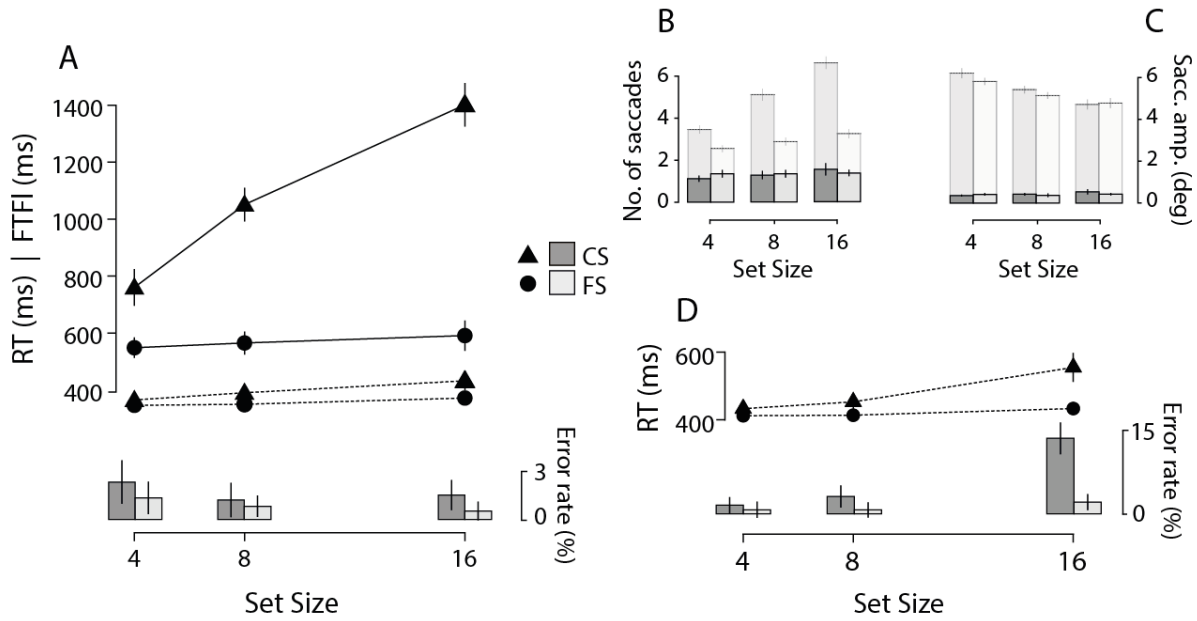 A
RT (ms) | FTFI (ms)
1400
1200
1000
800
600
400
Error rate (%)
3
0
4 8 16
Set Size
CS
FS
B
No. of saccades
6
4
2
0
4 8 16
Set Size
C
Sacc. amp. (deg)
6
4
2
0
4 8 16
Set Size
D
RT (ms)
600
400
Error rate (%)
15
0
4 8 16
Set Size